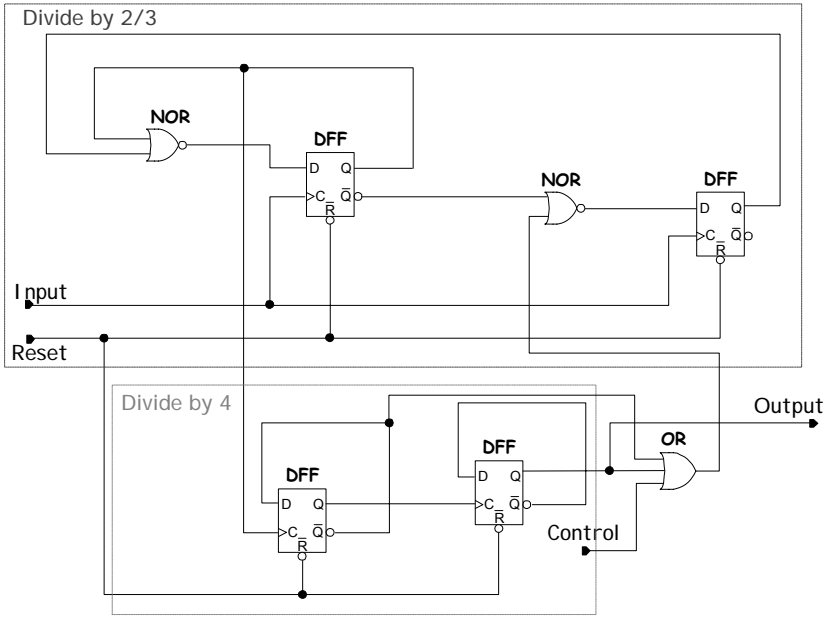 Divide by 2/3
NOR
DFF
D Q
C Q̅
R̅
NOR
DFF
D Q
C Q̅
R̅
Input
Reset
Divide by 4
Output
OR
DFF
D Q
C Q̅
R̅
DFF
D Q
C Q̅
R̅
Control